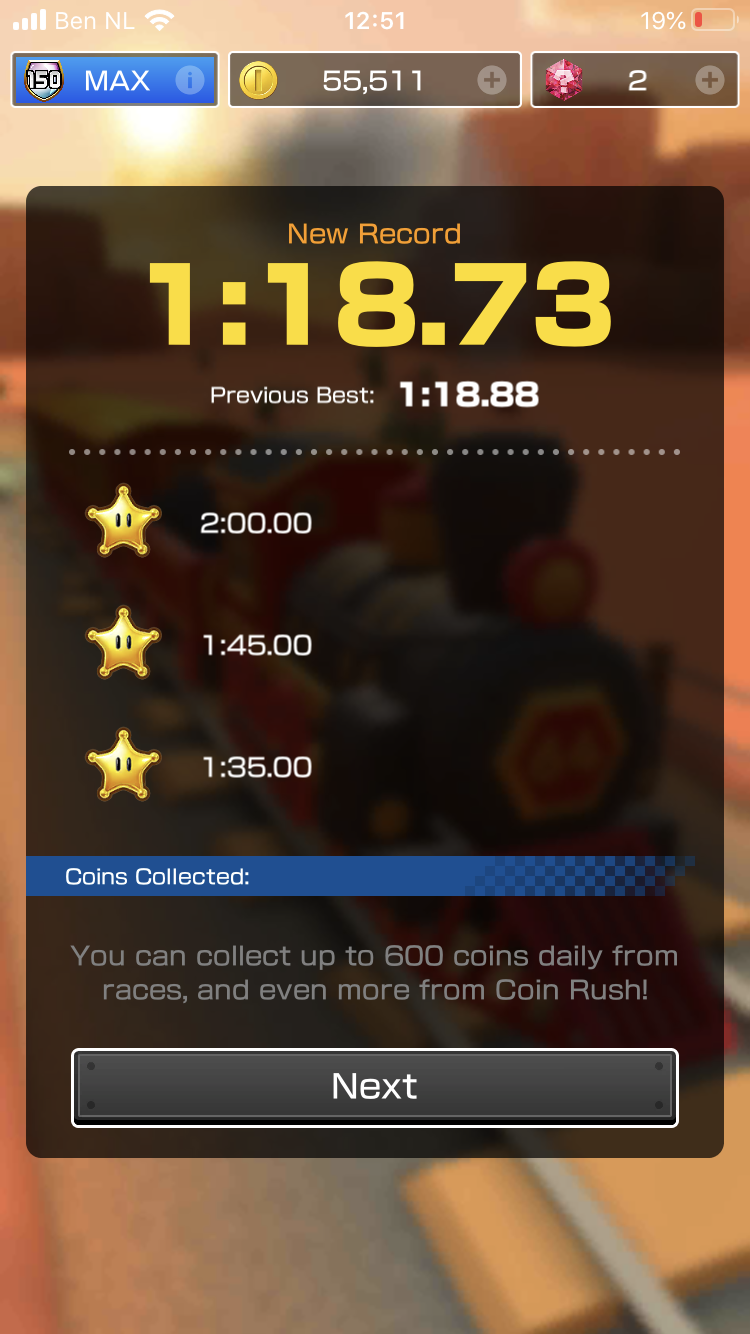 Ben NL 12:51 19%
150 MAX i 55,511 + 2 +
New Record
1:18.73
Previous Best: 1:18.88
2:00.00
1:45.00
1:35.00
Coins Collected:
You can collect up to 600 coins daily from
races, and even more from Coin Rush!
Next